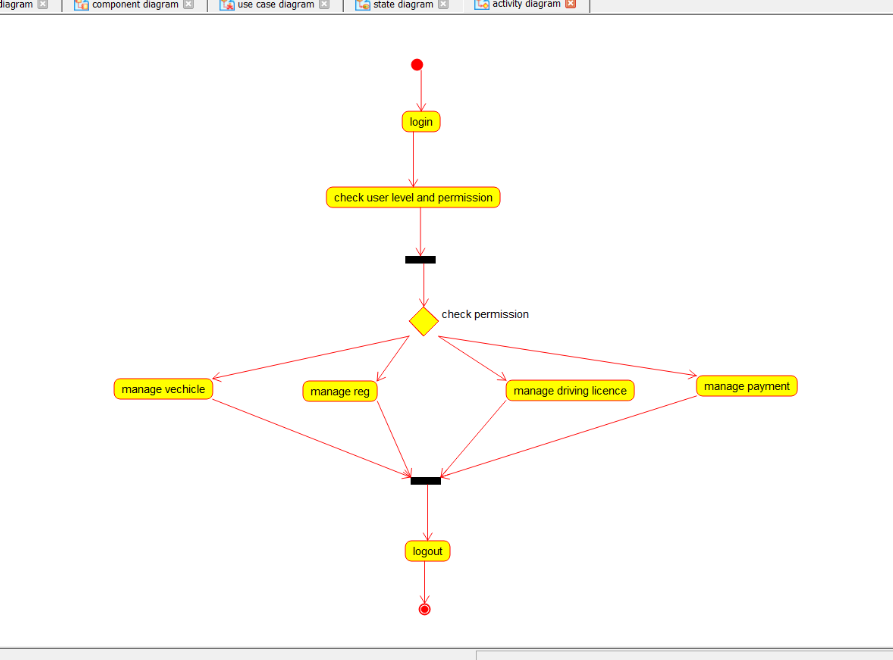 diagram
component diagram
use case diagram
state diagram
activity diagram
login
check user level and permission
check permission
manage vechicle
manage reg
manage driving licence
manage payment
logout